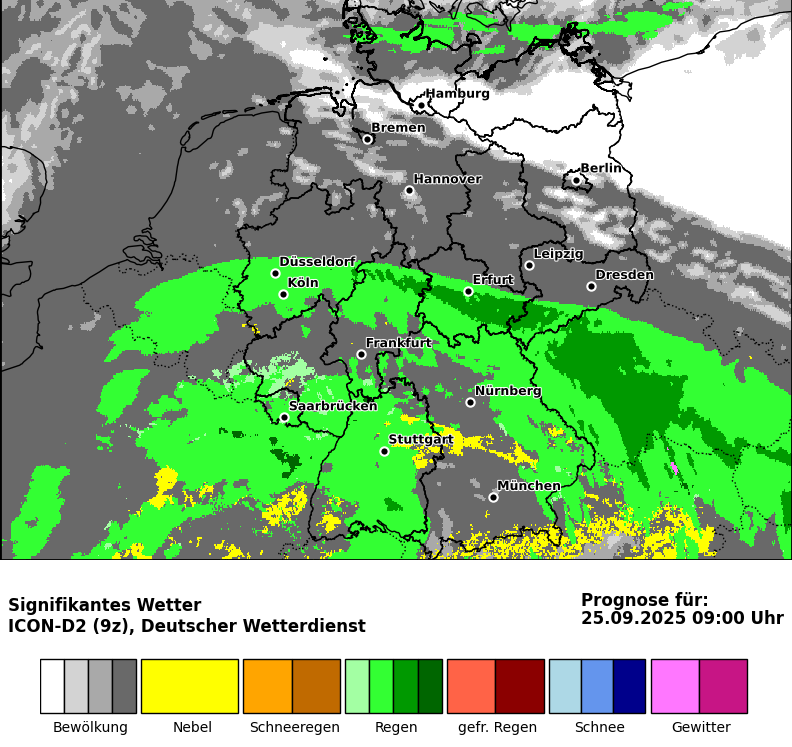 Hamburg
Bremen
Berlin
Hannover
Leipzig
Düsseldorf
Dresden
Köln
Erfurt
Frankfurt
Nürnberg
Saarbrücken
Stuttgart
München
Signifikantes Wetter
ICON-D2 (9z), Deutscher Wetterdienst
Prognose für:
25.09.2025 09:00 Uhr
Bewölkung Nebel Schneeregen Regen gefr. Regen Schnee Gewitter